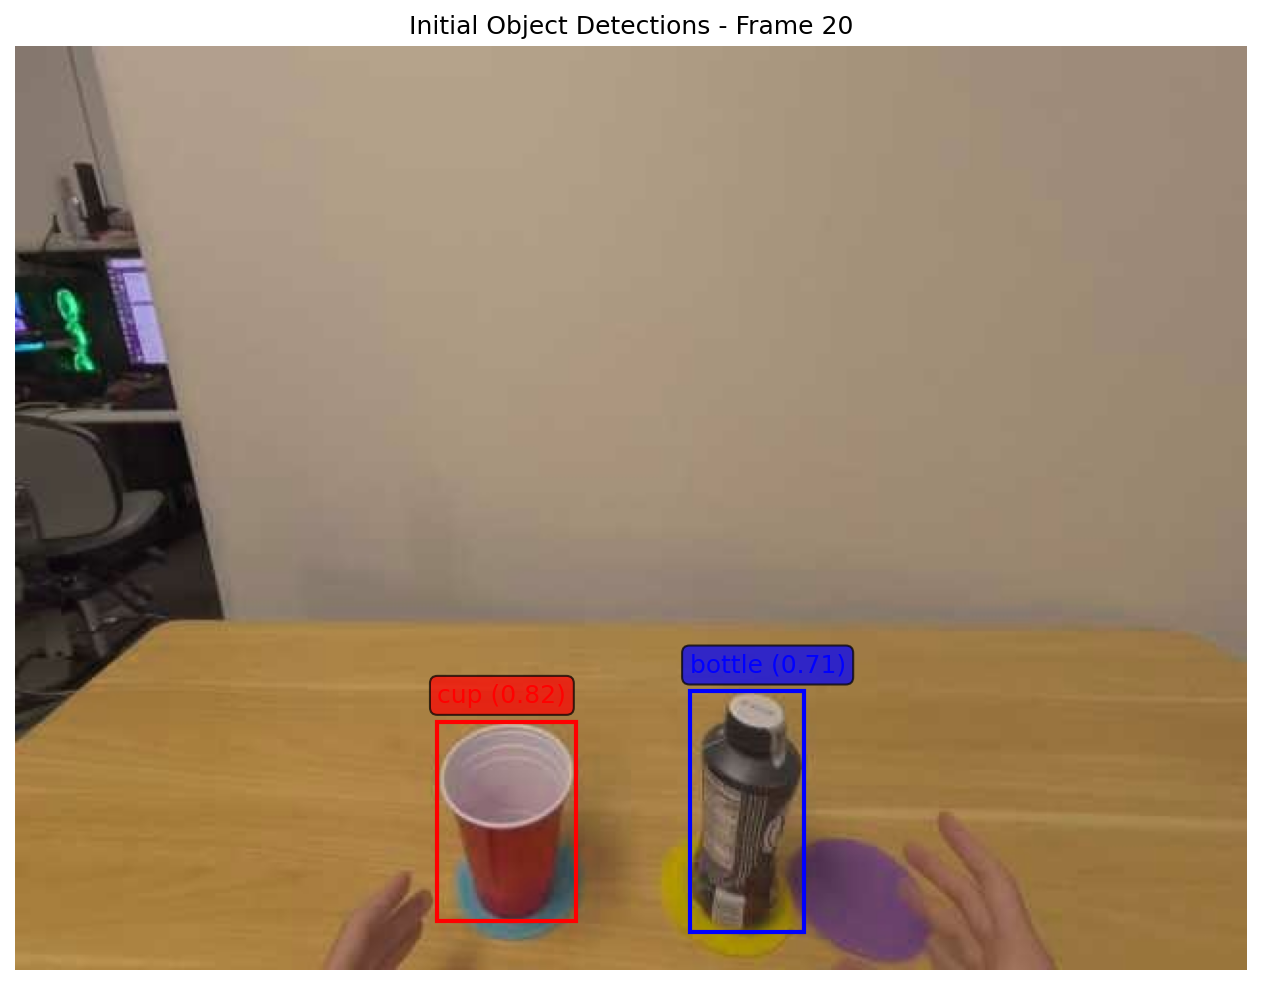 Initial Object Detections - Frame 20
bottle (0.71)
cup (0.82)